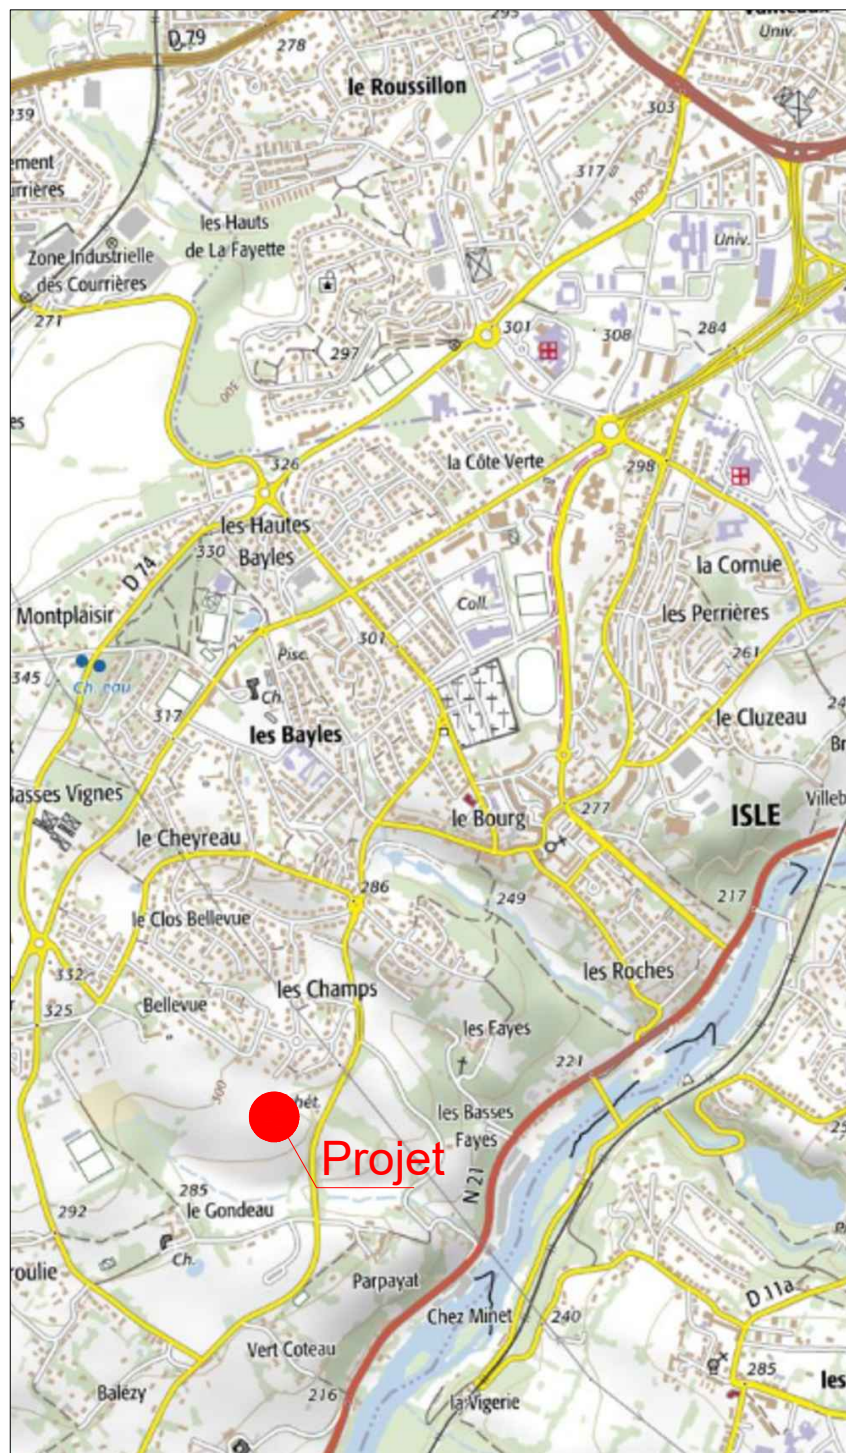 295
Univ.
D 79
278
le Roussillon
303
239
317
300
les Hauts
de La Fayette
Univ.
Zone Industrielle
des Courrières
271
301
308
284
297
300
326
la Côte Verte
298
les Hautes
Bayles
300
330
la Cornue
D 74
Montplaisir
Coll.
les Perrières
301
Pisc.
261
345
Ch.
317
les Bayles
le Cluzeau
Basses Vignes
le Bourg
277
ISLE
le Cheyreau
286
249
217
le Clos Bellevue
les Roches
332
les Champs
325
Bellevue
les Fayes
221
300
les Basses
Fayes
Projet
N 21
285
292
le Gondeau
Ch.
Parpayat
D 11a
Chez Minet
240
Vert Coteau
285
les
Balézy
216
la Vigerie